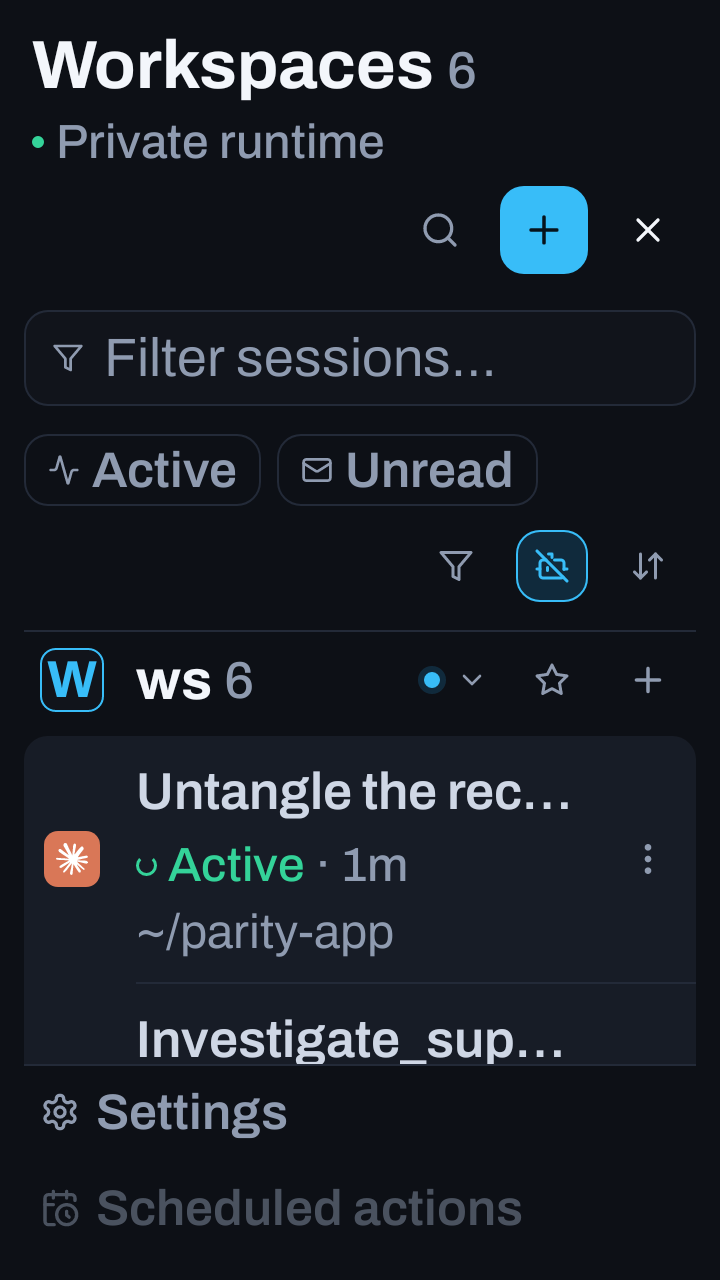 Workspaces 6
Private runtime
Filter sessions...
Active
Unread
W ws 6
Untangle the rec...
Active · 1m
~/parity-app
Investigate_sup...
Settings
Scheduled actions